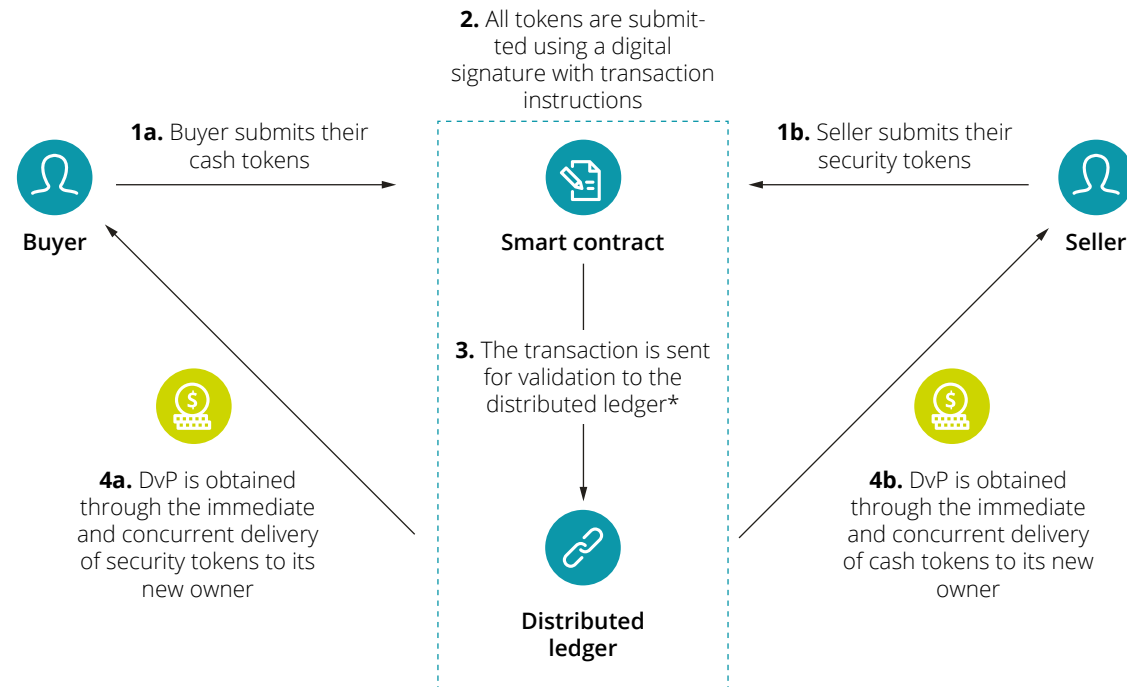 2. All tokens are submit-
ted using a digital
signature with transaction
instructions
1a. Buyer submits their
cash tokens
1b. Seller submits their
security tokens
Buyer
Smart contract
Seller
3. The transaction is sent
for validation to the
distributed ledger*
4a. DvP is obtained
through the immediate
and concurrent delivery
of security tokens to its
new owner
4b. DvP is obtained
through the immediate
and concurrent delivery
of cash tokens to its new
owner
Distributed
ledger